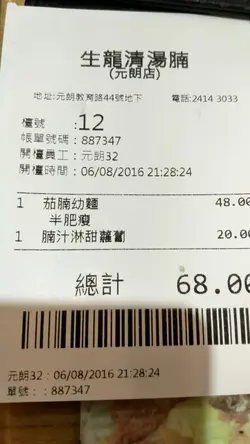 生龍清湯腩
(元朗店)
地址:元朗教育路44號地下 電話:2414 3033
檯號 :12
帳單號碼 : 887347
開檯員工 : 元朗32
開檯時間 : 06/08/2016 21:28:24
1 茄腩幼麵 48.00
半肥瘦
1 腩汁淋甜蘿蔔 20.00
總計 68.00
元朗32 : 06/08/2016 21:28:24
單號: : 887347